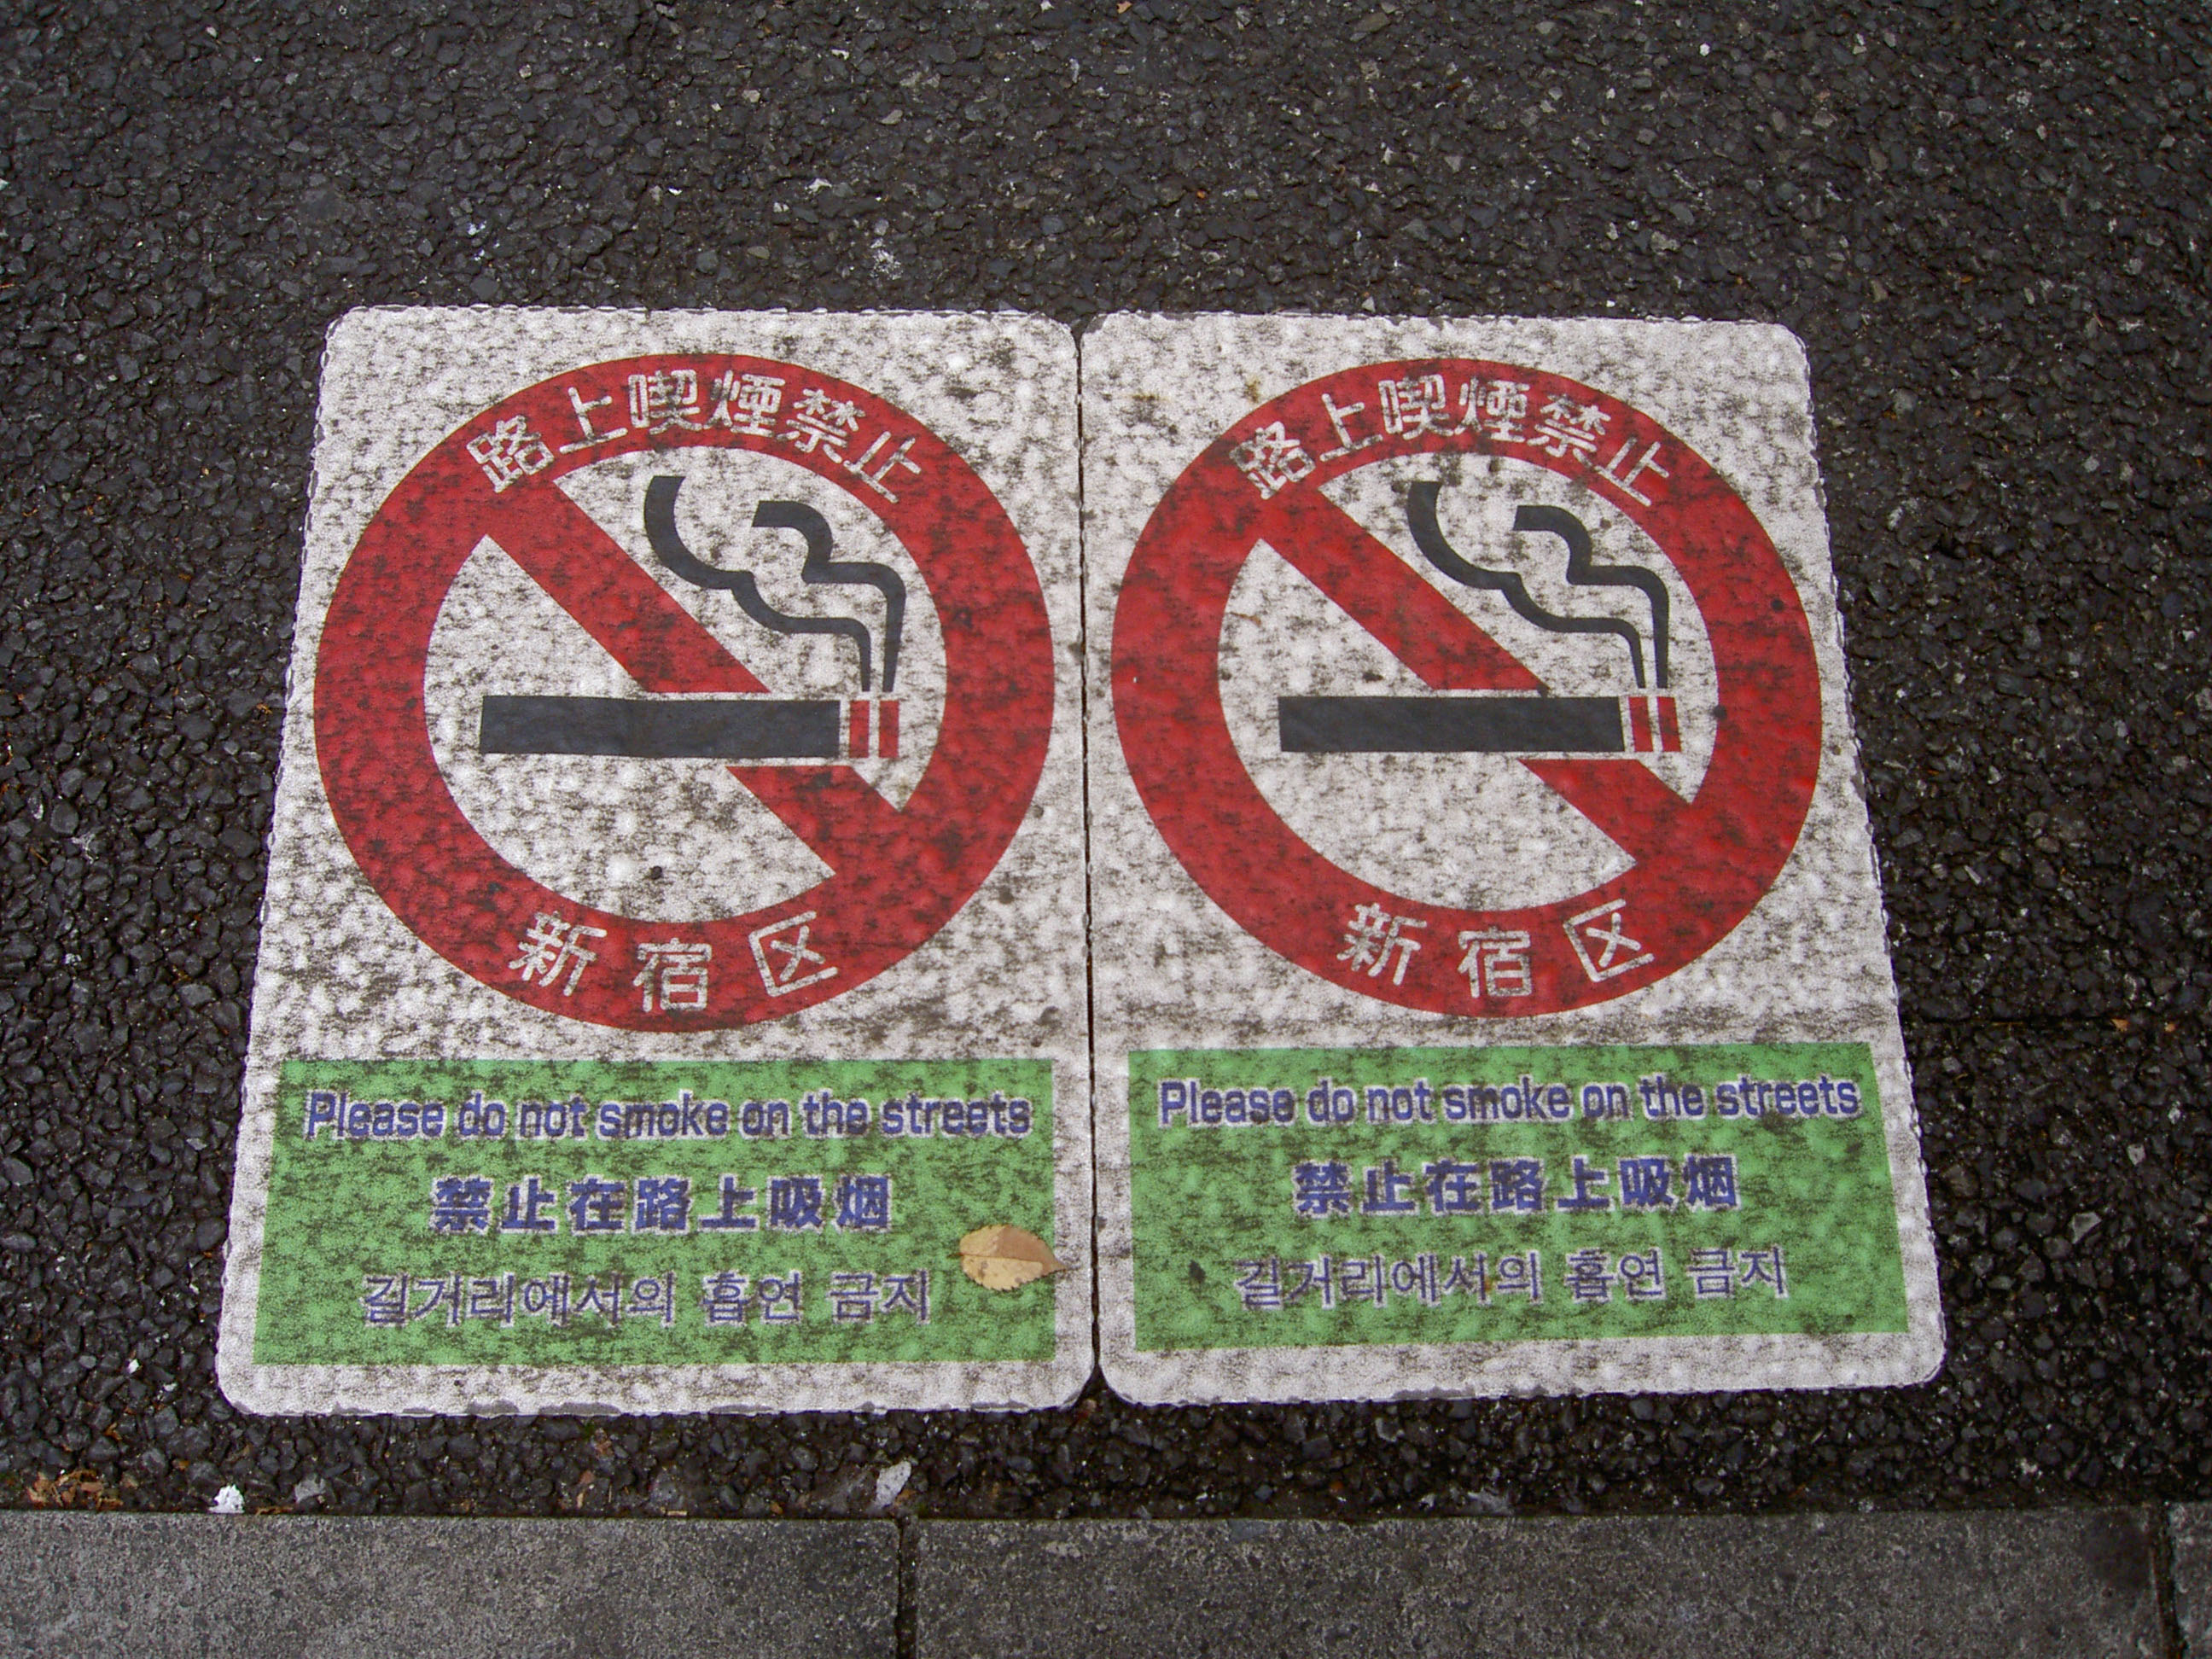 路上喫煙禁止
新宿区
Please do not smoke on the streets
禁止在路上吸烟
길거리에서의 흡연 금지
路上喫煙禁止
新宿区
Please do not smoke on the streets
禁止在路上吸烟
길거리에서의 흡연 금지